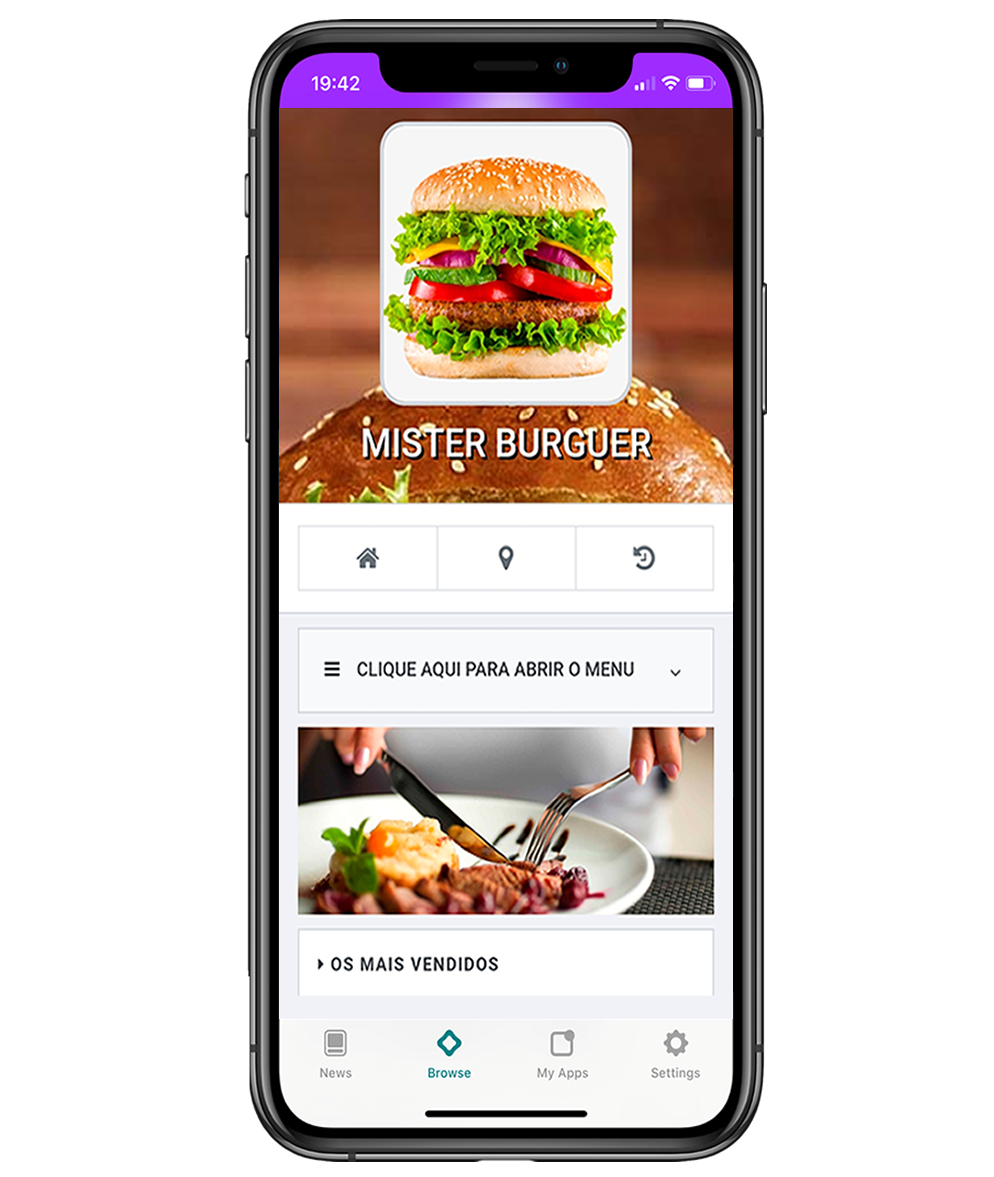 19:42
MISTER BURGUER
CLIQUE AQUI PARA ABRIR O MENU
OS MAIS VENDIDOS
News
Browse
My Apps
Settings